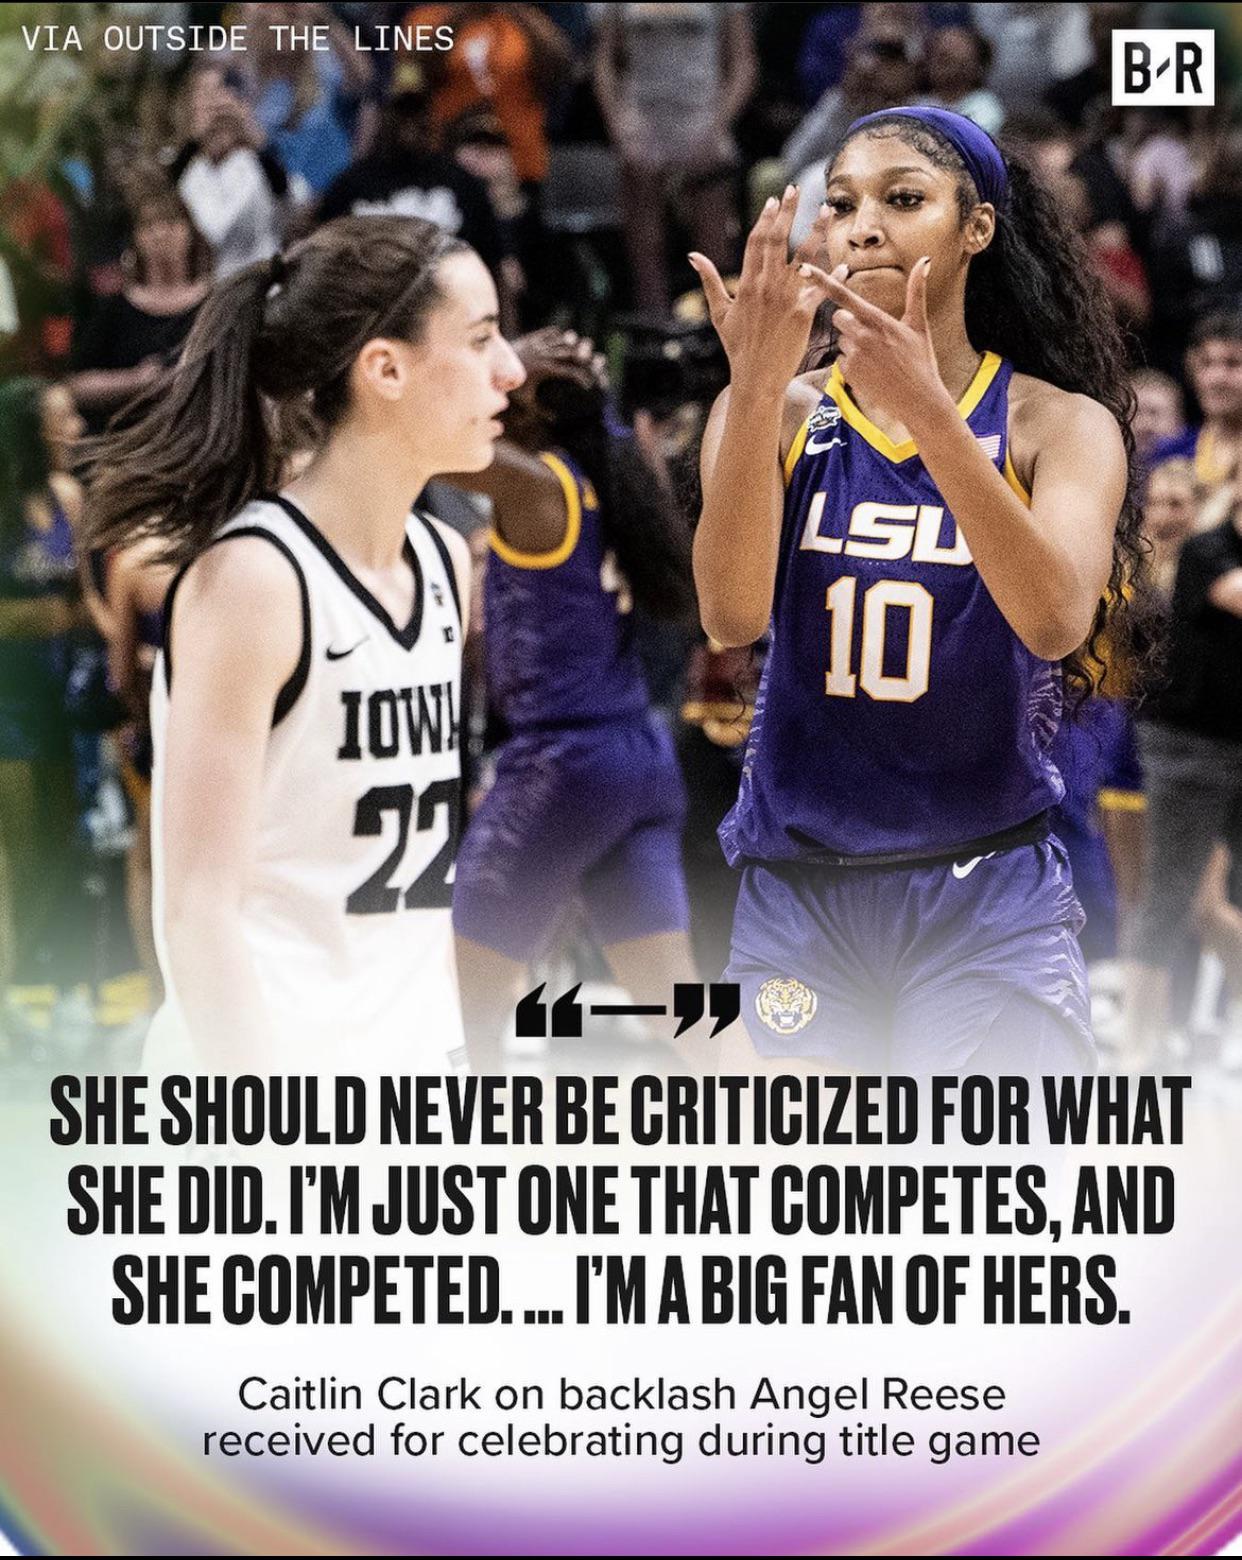 VIA OUTSIDE THE LINES
B-R
LSU
10
IOWA
22
“—”
SHE SHOULD NEVER BE CRITICIZED FOR WHAT
SHE DID. I’M JUST ONE THAT COMPETES, AND
SHE COMPETED. ... I’M A BIG FAN OF HERS.
Caitlin Clark on backlash Angel Reese
received for celebrating during title game